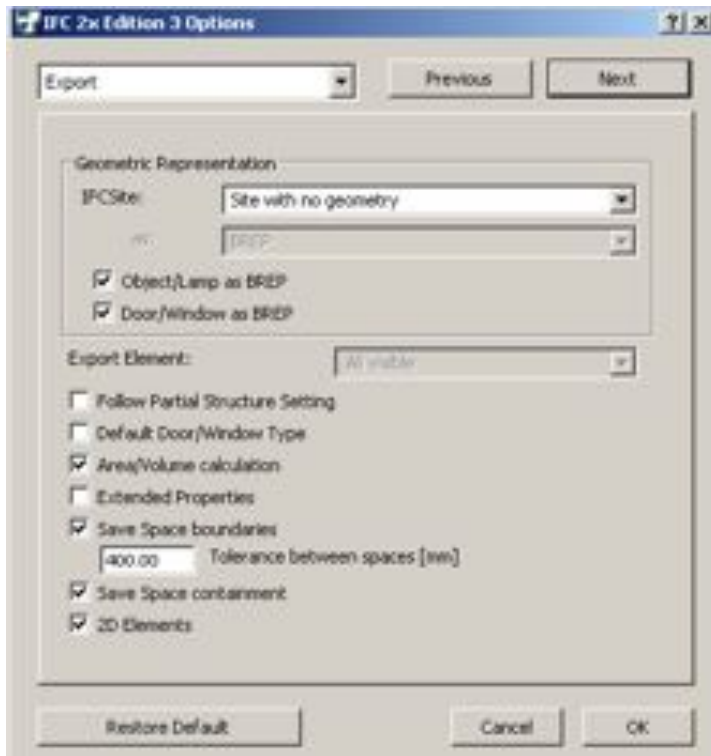 IFC 2x Edition 3 Options
Export Previous Next
Geometric Representation
IFCSite: Site with no geometry
BREP
Object/Lamp as BREP
Door/Window as BREP
Export Element: All visible
Follow Partial Structure Setting
Default Door/Window Type
Area/Volume calculation
Extended Properties
Save Space boundaries
400.00 Tolerance between spaces [mm]
Save Space containment
2D Elements
Restore Default Cancel OK